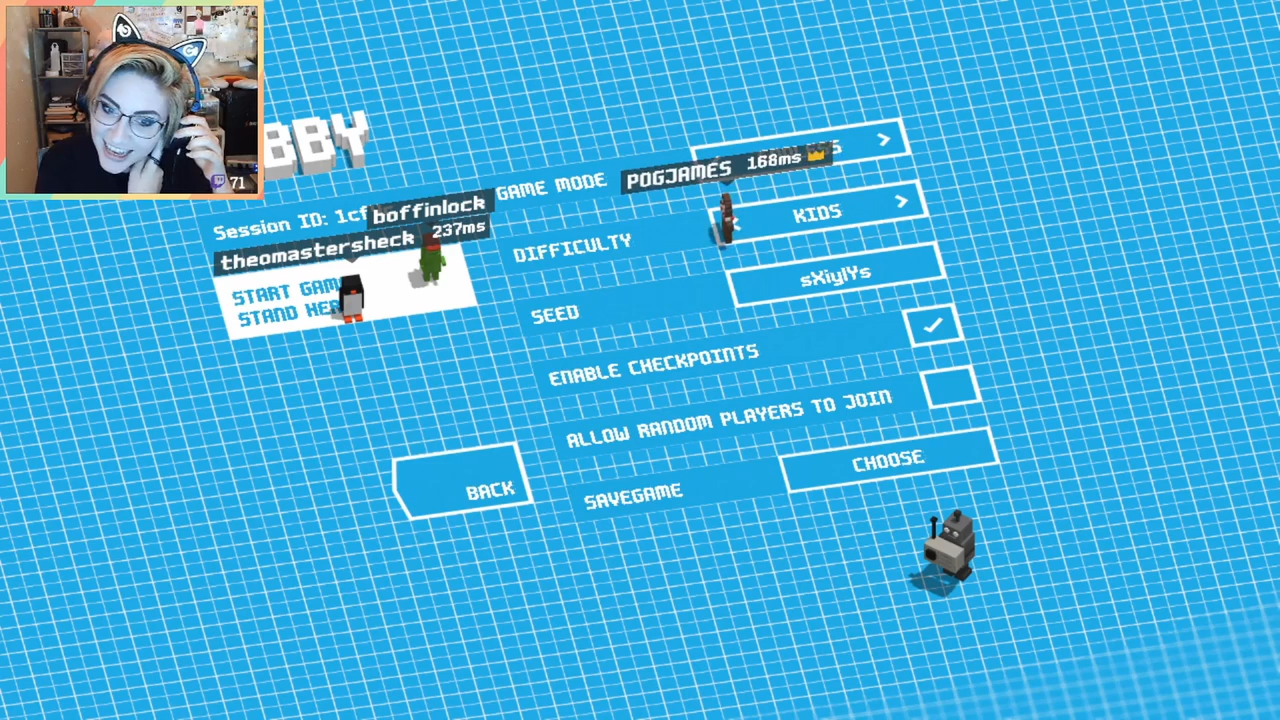 71
BBY
Session ID: 1cf
boffinlock
237ms
theomastersheck
START GAM
STAND HER
GAME MODE
POGJAMES 168ms
DIFFICULTY
KIDS
SEED
sXiylYs
ENABLE CHECKPOINTS
ALLOW RANDOM PLAYERS TO JOIN
SAVEGAME
CHOOSE
BACK